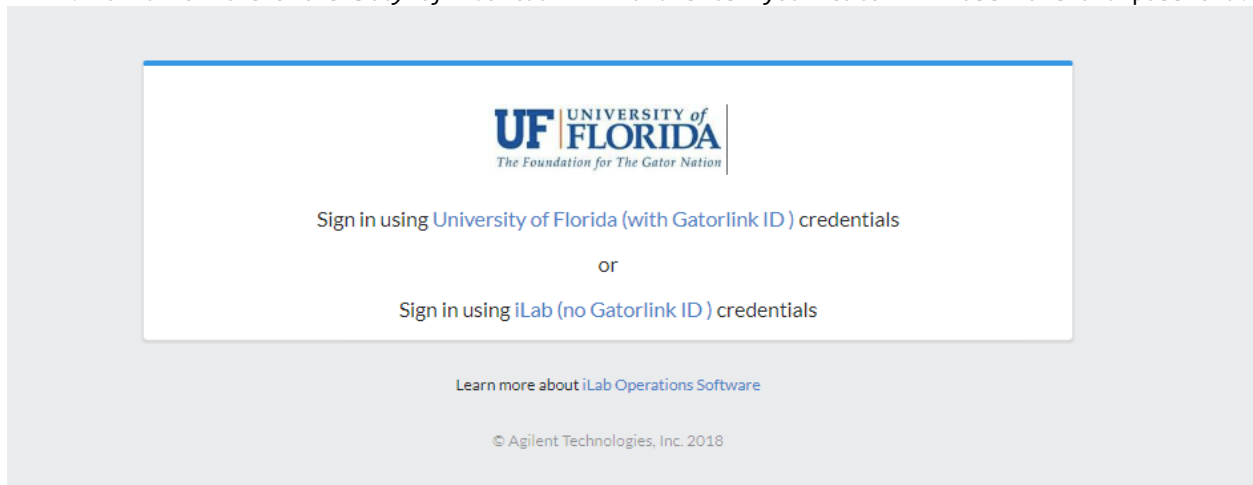 UF UNIVERSITY of
FLORIDA
The Foundation for The Gator Nation
Sign in using University of Florida (with Gatorlink ID ) credentials
or
Sign in using iLab (no Gatorlink ID ) credentials
Learn more about iLab Operations Software
© Agilent Technologies, Inc. 2018